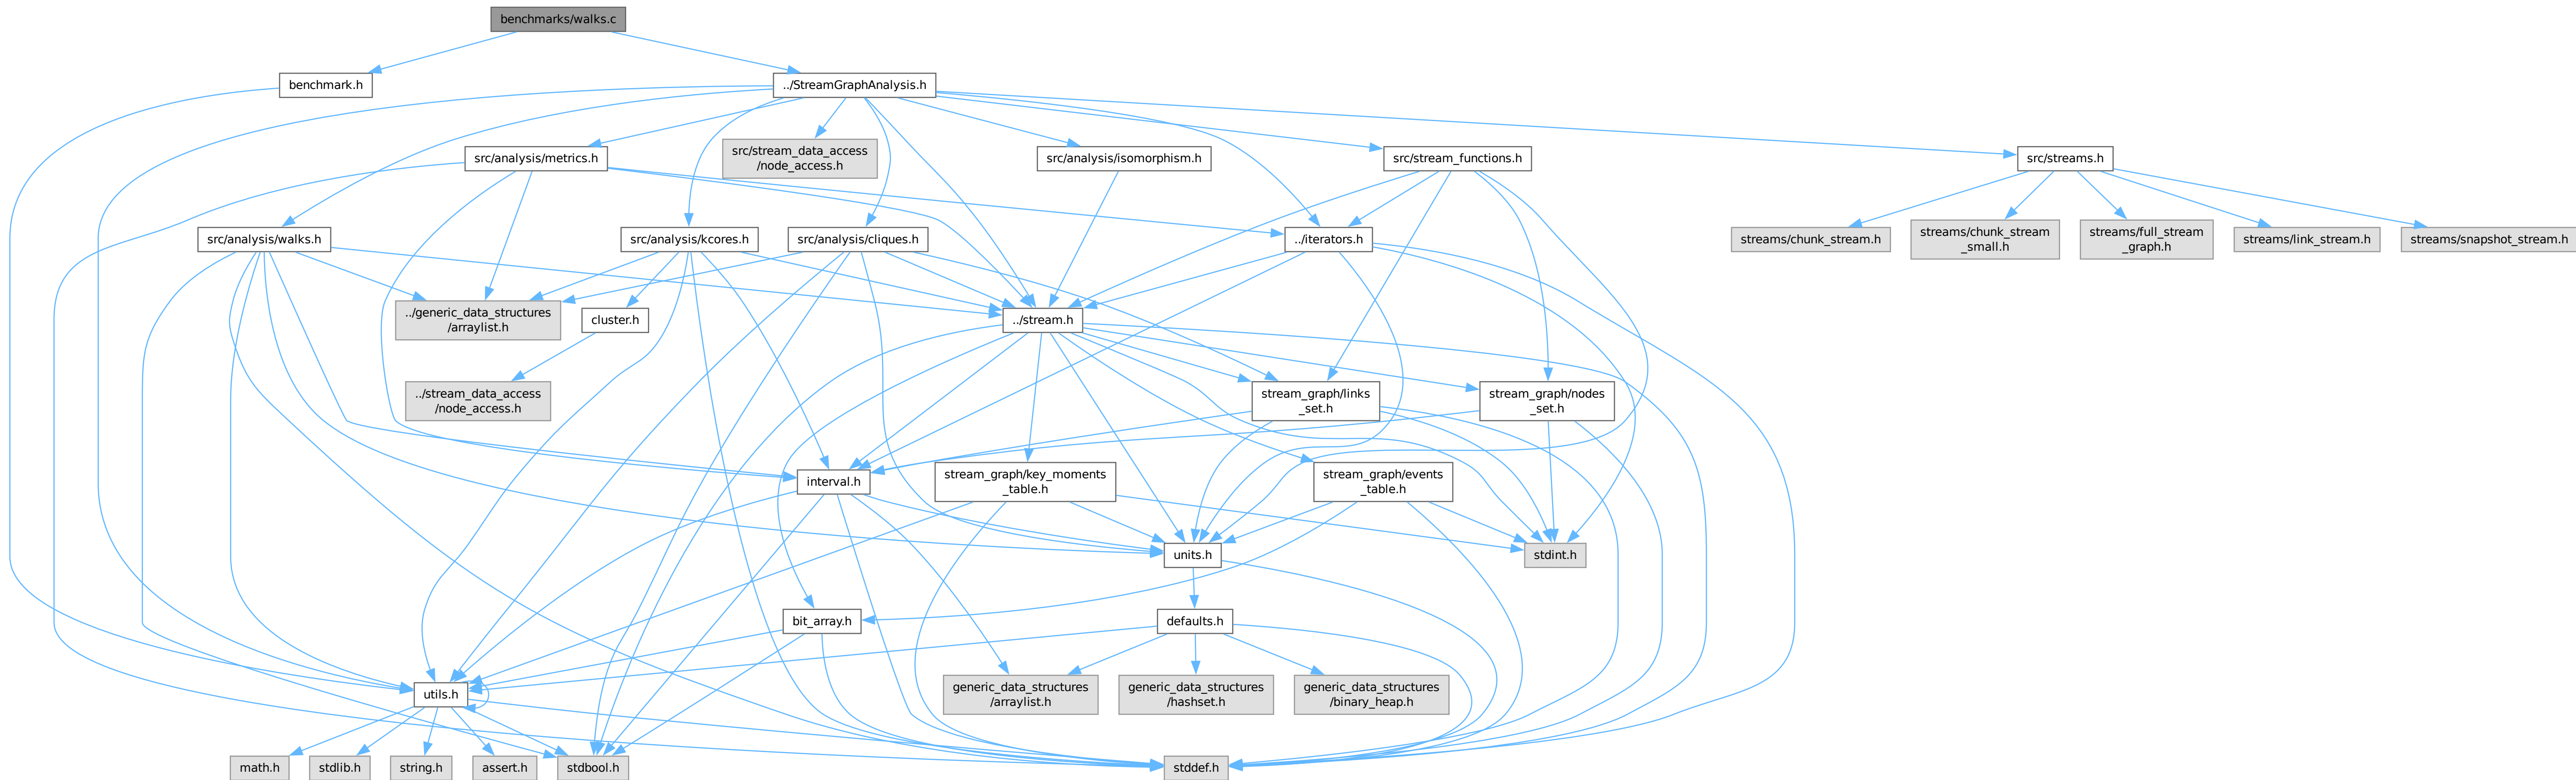 benchmarks/walks.c
benchmark.h
../StreamGraphAnalysis.h
src/analysis/metrics.h
src/stream_data_access
/node_access.h
src/analysis/isomorphism.h
src/stream_functions.h
src/streams.h
src/analysis/walks.h
src/analysis/kcores.h
src/analysis/cliques.h
../iterators.h
streams/chunk_stream.h
streams/chunk_stream
_small.h
streams/full_stream
_graph.h
streams/link_stream.h
streams/snapshot_stream.h
../generic_data_structures
/arraylist.h
cluster.h
../stream.h
../stream_data_access
/node_access.h
stream_graph/links
_set.h
stream_graph/nodes
_set.h
interval.h
stream_graph/key_moments
_table.h
stream_graph/events
_table.h
units.h
stdint.h
bit_array.h
defaults.h
utils.h
generic_data_structures
/arraylist.h
generic_data_structures
/hashset.h
generic_data_structures
/binary_heap.h
math.h
stdlib.h
string.h
assert.h
stdbool.h
stddef.h